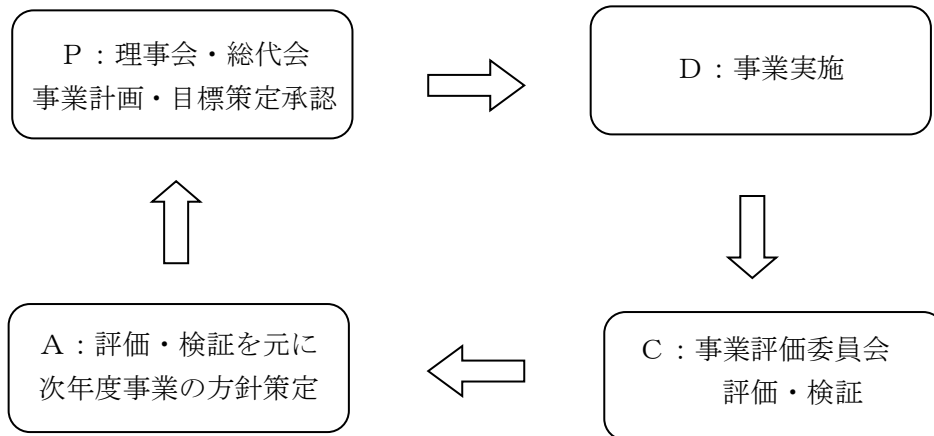 P：理事会・総代会
事業計画・目標策定承認
D：事業実施
A：評価・検証を元に
次年度事業の方針策定
C：事業評価委員会
評価・検証